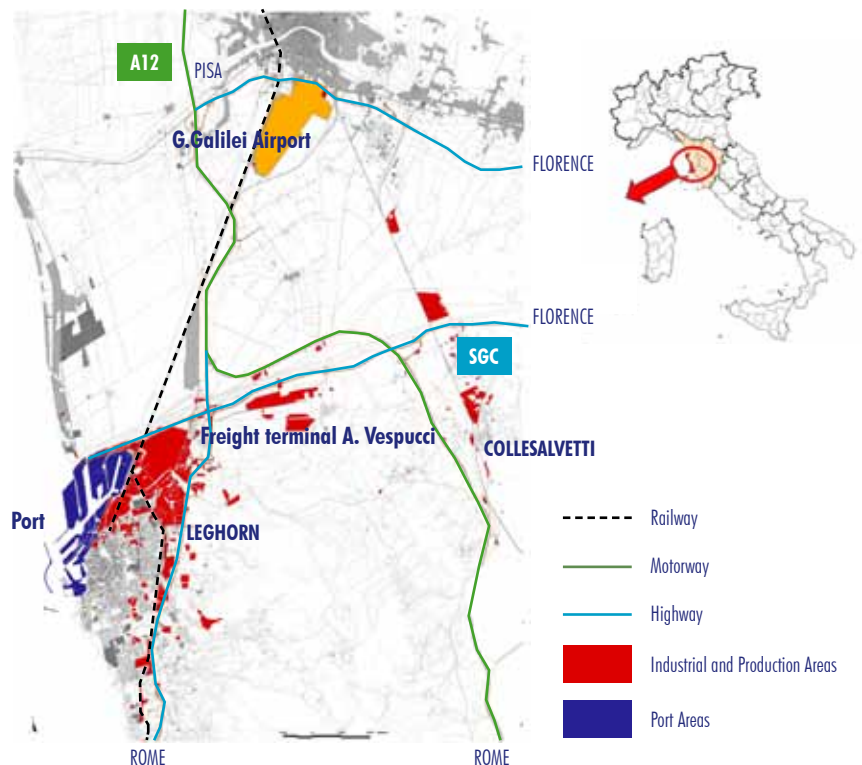 A12
PISA
G.Galilei Airport
FLORENCE
FLORENCE
SGC
Freight terminal A. Vespucci
COLLESALVETTI
Port
LEGHORN
Railway
Motorway
Highway
Industrial and Production Areas
Port Areas
ROME
ROME